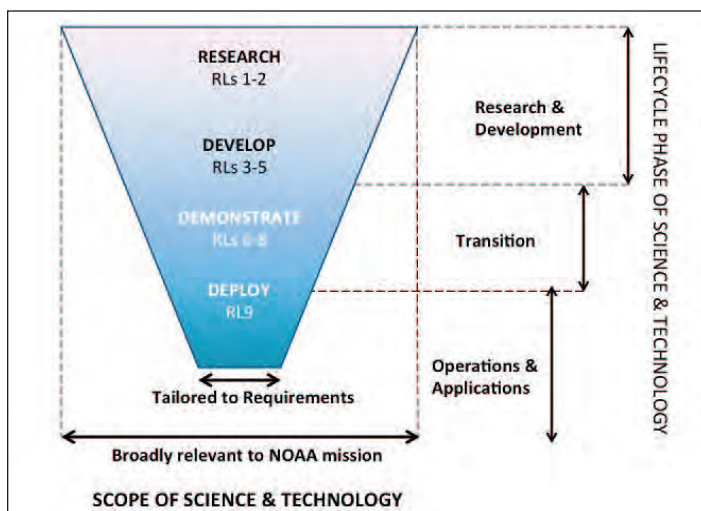 RESEARCH
RLs 1-2
DEVELOP
RLs 3-5
DEMONSTRATE
RLs 6-8
DEPLOY
RL9
Tailored to Requirements
Broadly relevant to NOAA mission
SCOPE OF SCIENCE & TECHNOLOGY
Research &
Development
Transition
Operations &
Applications
LIFECYCLE PHASE OF SCIENCE & TECHNOLOGY